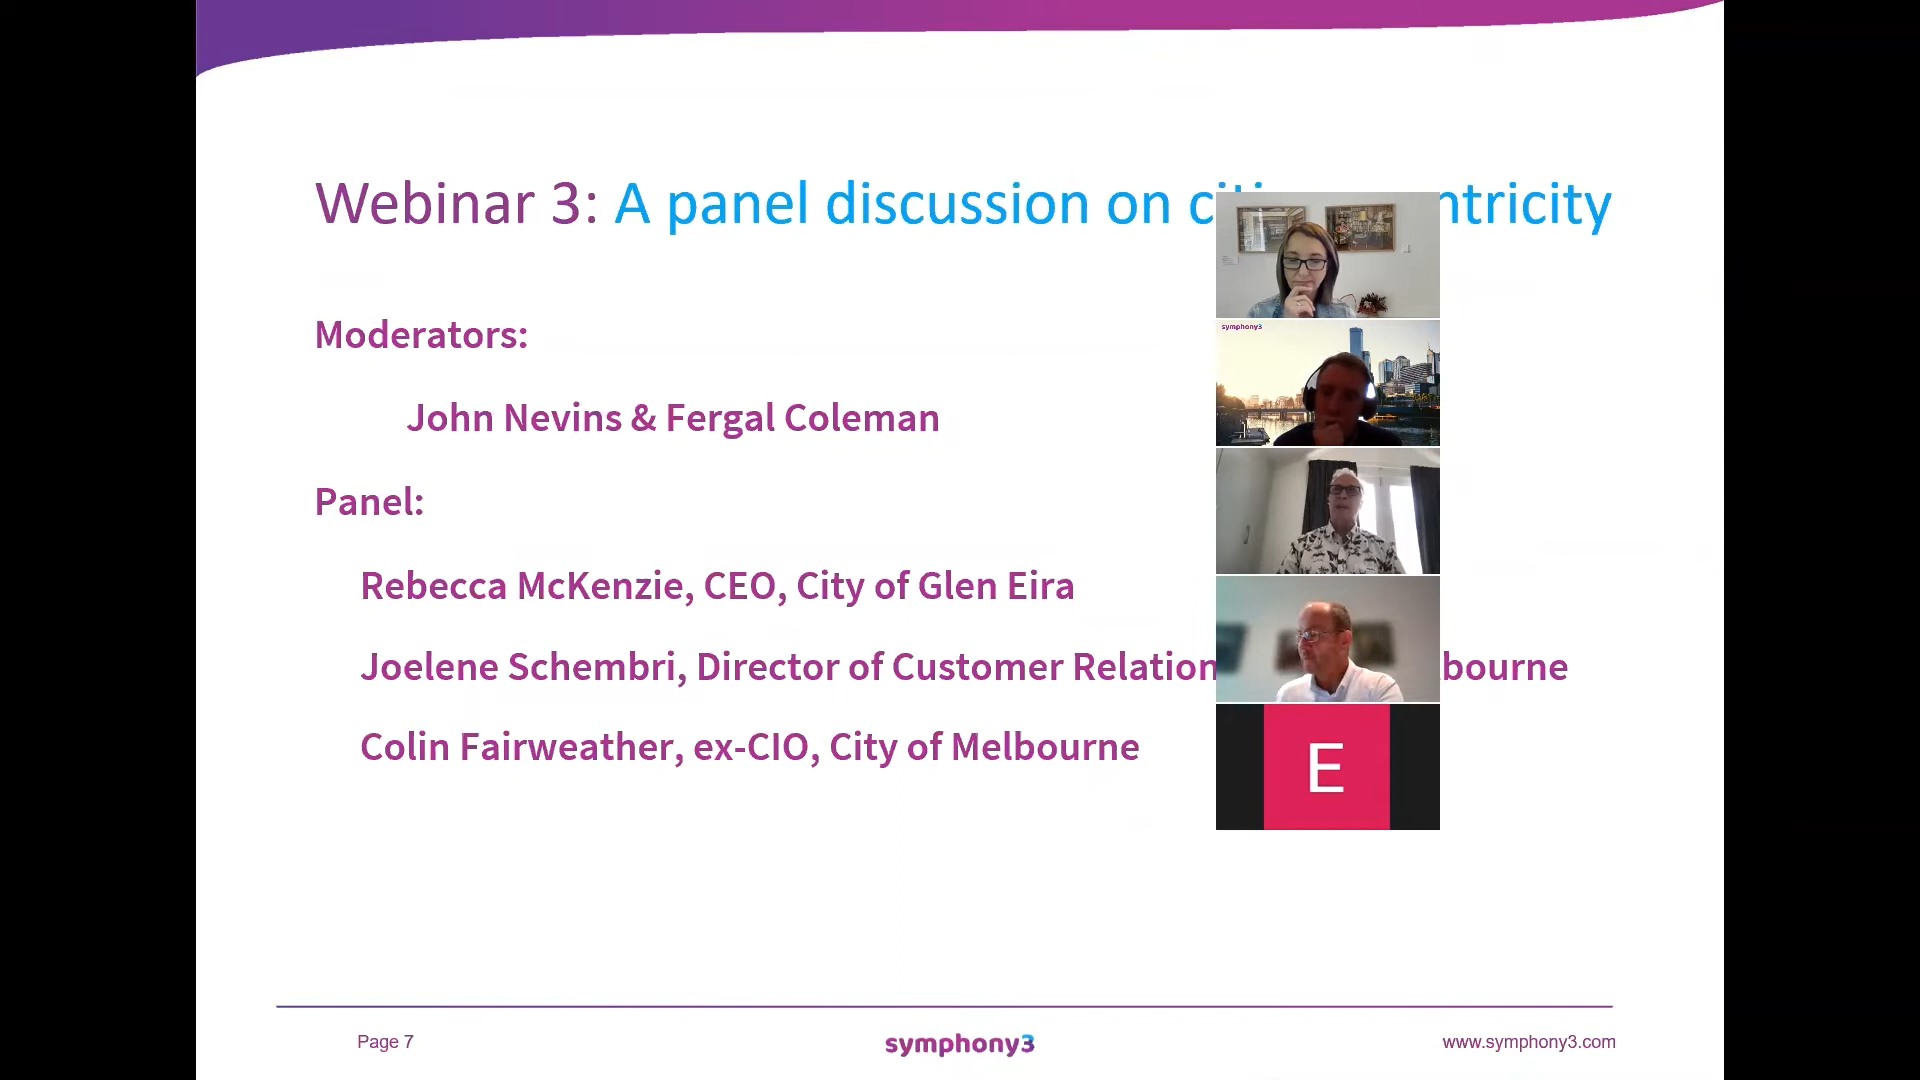 Webinar 3: A panel discussion on ntricity
Moderators:
John Nevins & Fergal Coleman
Panel:
Rebecca McKenzie, CEO, City of Glen Eira
Joelene Schembri, Director of Customer Relation bourne
Colin Fairweather, ex-CIO, City of Melbourne
symphony3
E
Page 7
symphony3
www.symphony3.com